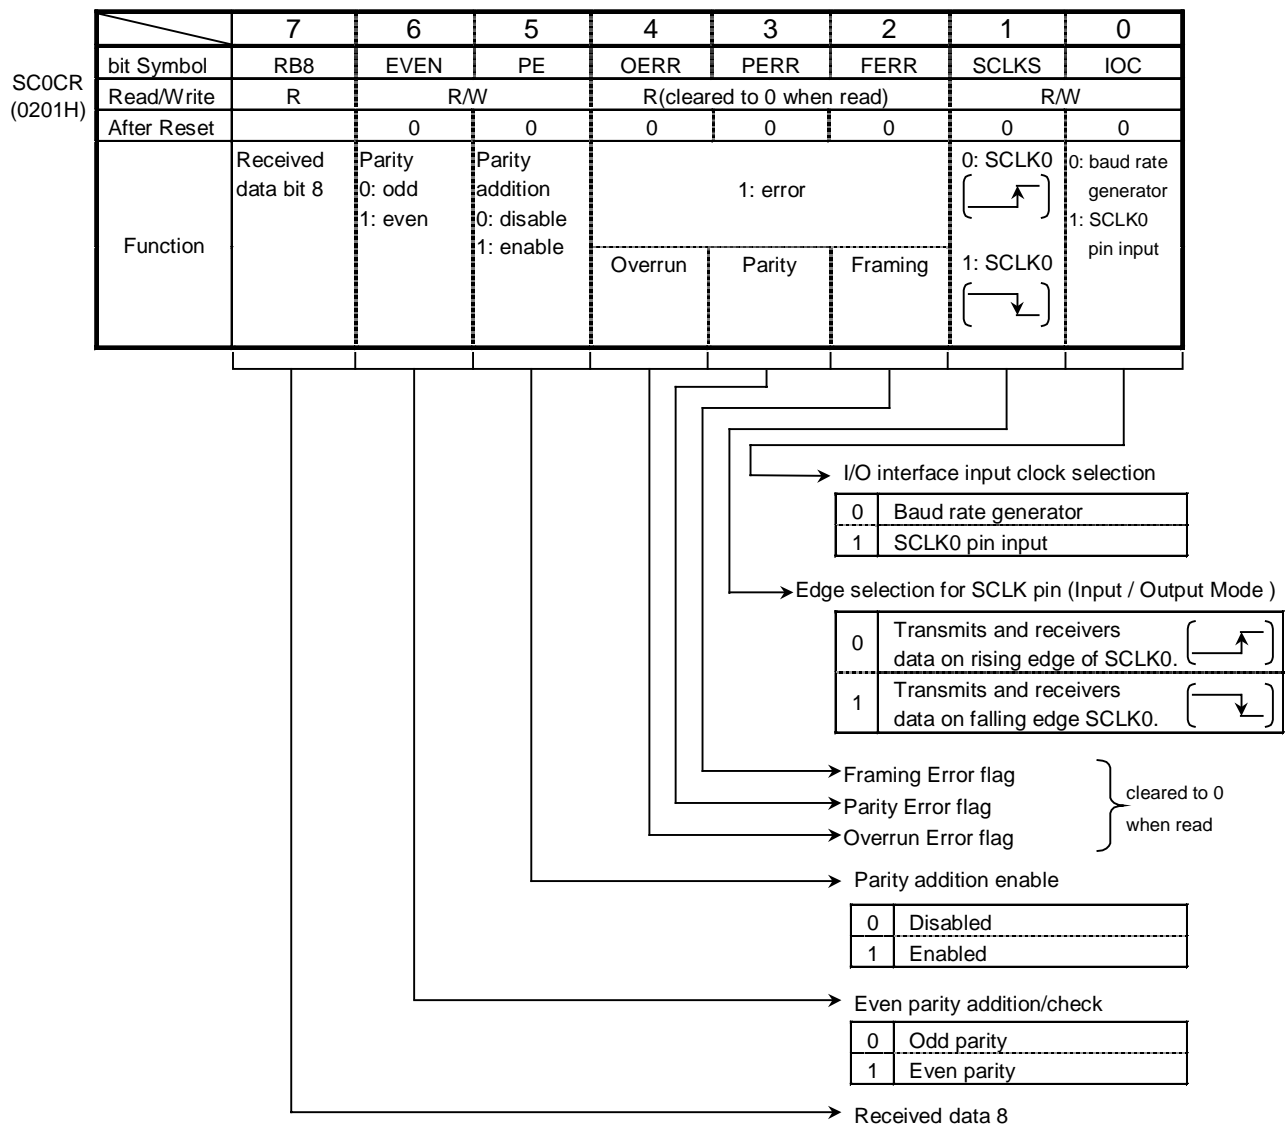 7 6 5 4 3 2 1 0
bit Symbol RB8 EVEN PE OERR PERR FERR SCLKS IOC
SC0CR
(0201H)
Read/Write R R/W R(cleared to 0 when read) R/W
After Reset 0 0 0 0 0 0 0
Function
Received
data bit 8
Parity
0: odd
1: even
Parity
addition
0: disable
1: enable
1: error
Overrun Parity Framing
0: SCLK0
1: SCLK0
0: baud rate
generator
1: SCLK0
pin input
I/O interface input clock selection
0 Baud rate generator
1 SCLK0 pin input
Edge selection for SCLK pin (Input / Output Mode )
0 Transmits and receivers
data on rising edge of SCLK0.
1 Transmits and receivers
data on falling edge SCLK0.
Framing Error flag
Parity Error flag
Overrun Error flag
cleared to 0
when read
Parity addition enable
0 Disabled
1 Enabled
Even parity addition/check
0 Odd parity
1 Even parity
Received data 8